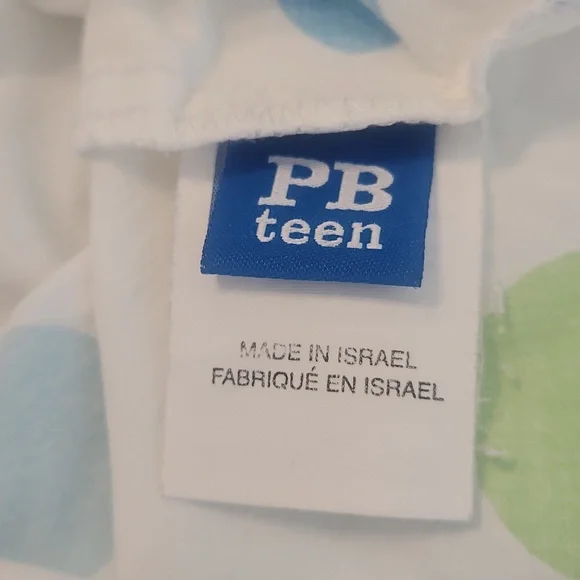 PB
teen
MADE IN ISRAEL
FABRIQUÉ EN ISRAEL